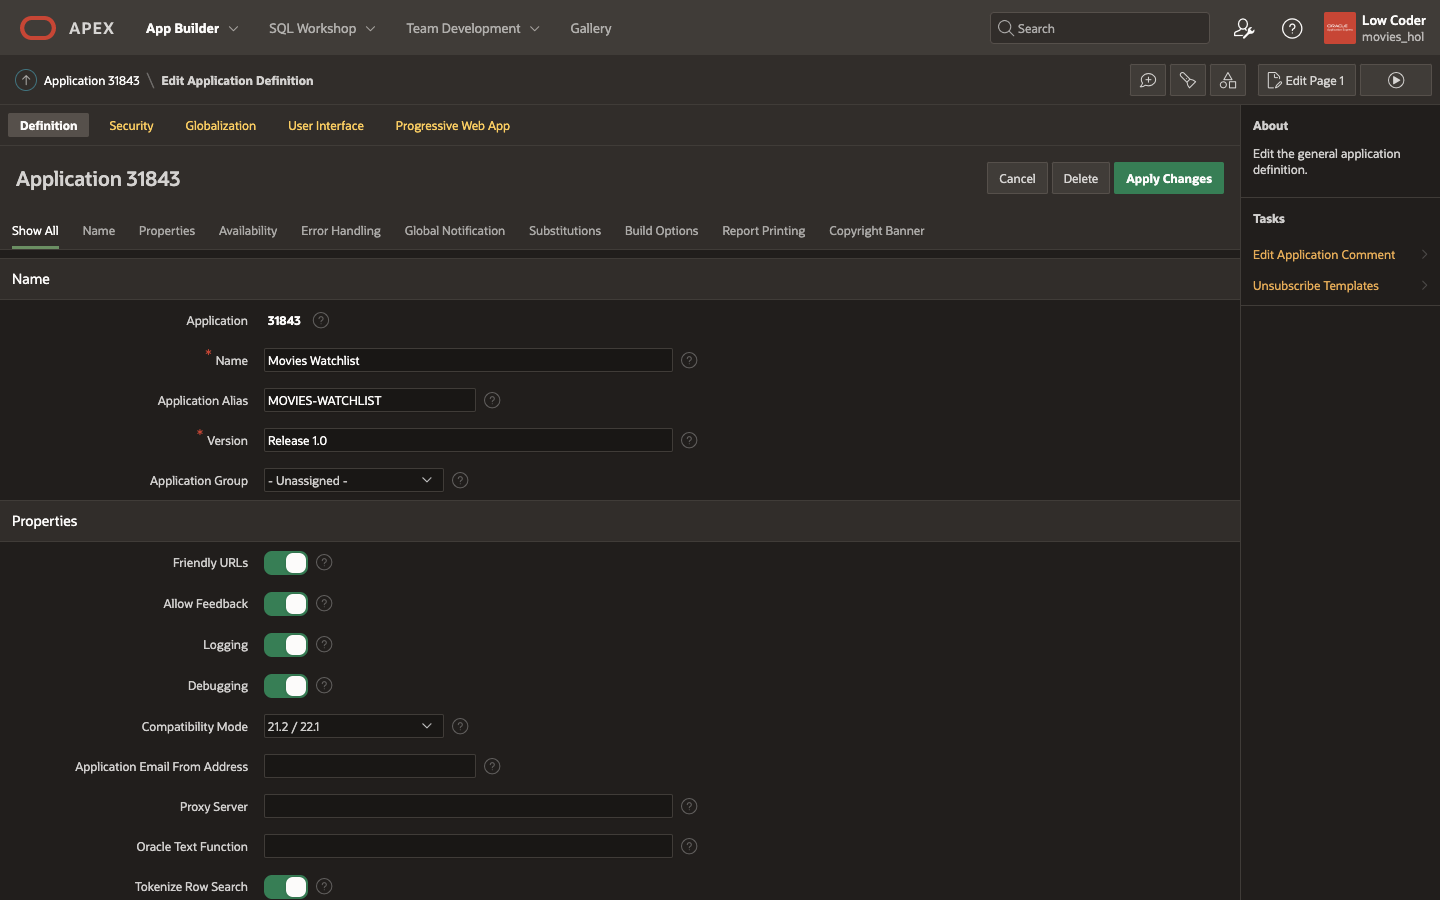 APEX
App Builder
SQL Workshop
Team Development
Gallery
Search
Low Coder
movies_hol
Application 31843
Edit Application Definition
Edit Page 1
Definition
Security
Globalization
User Interface
Progressive Web App
Application 31843
Cancel
Delete
Apply Changes
Show All
Name
Properties
Availability
Error Handling
Global Notification
Substitutions
Build Options
Report Printing
Copyright Banner
Name
Application 31843
* Name Movies Watchlist
Application Alias MOVIES-WATCHLIST
* Version Release 1.0
Application Group - Unassigned -
Properties
Friendly URLs
Allow Feedback
Logging
Debugging
Compatibility Mode 21.2 / 22.1
Application Email From Address
Proxy Server
Oracle Text Function
Tokenize Row Search
About
Edit the general application
definition.
Tasks
Edit Application Comment
Unsubscribe Templates